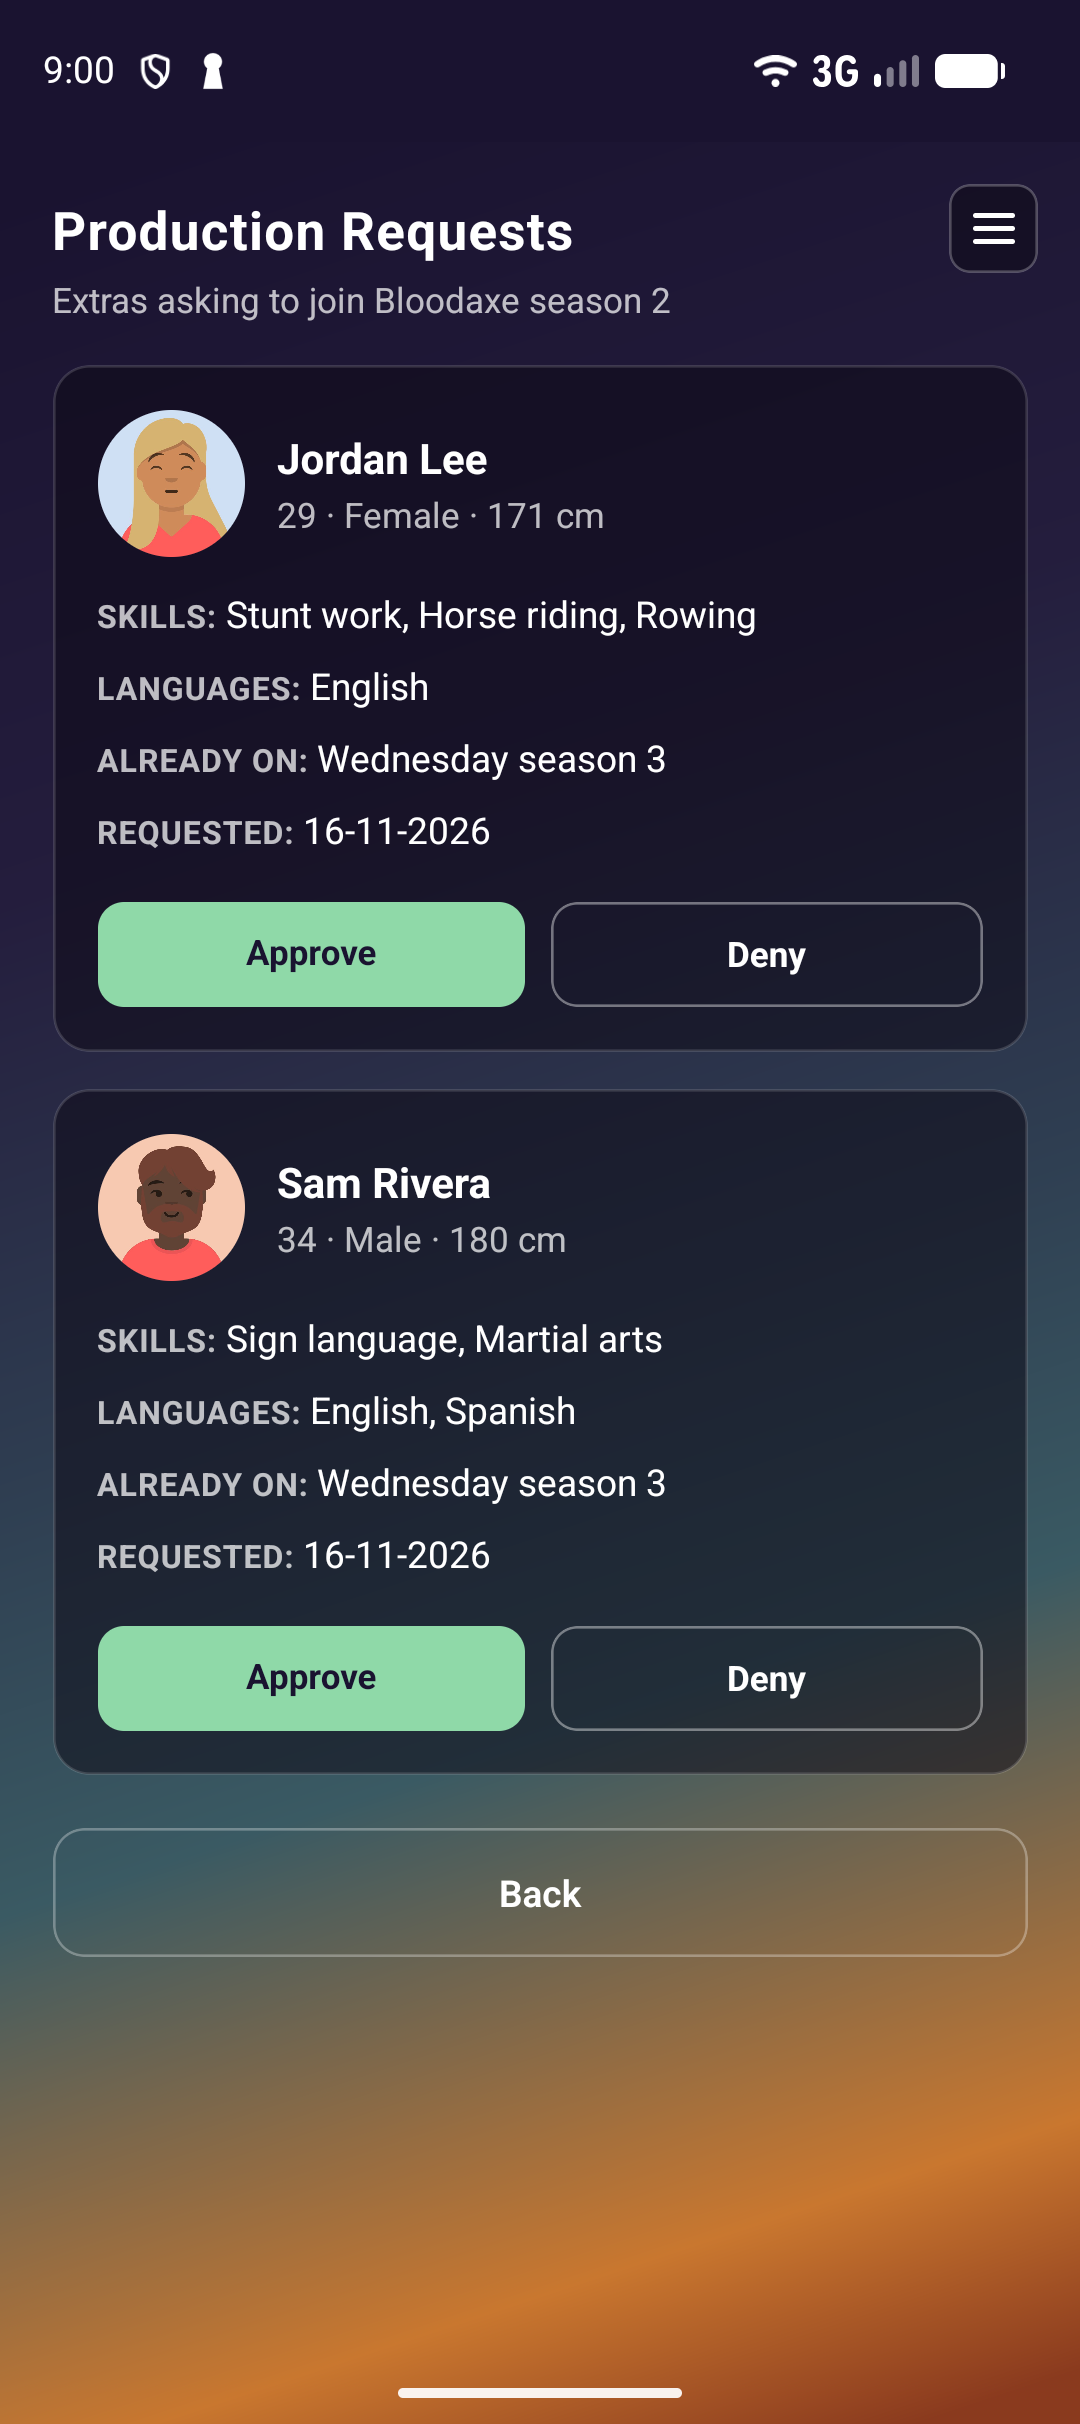 9:00
3G
Production Requests
Extras asking to join Bloodaxe season 2
Jordan Lee
29 · Female · 171 cm
SKILLS: Stunt work, Horse riding, Rowing
LANGUAGES: English
ALREADY ON: Wednesday season 3
REQUESTED: 16-11-2026
Approve
Deny
Sam Rivera
34 · Male · 180 cm
SKILLS: Sign language, Martial arts
LANGUAGES: English, Spanish
ALREADY ON: Wednesday season 3
REQUESTED: 16-11-2026
Approve
Deny
Back